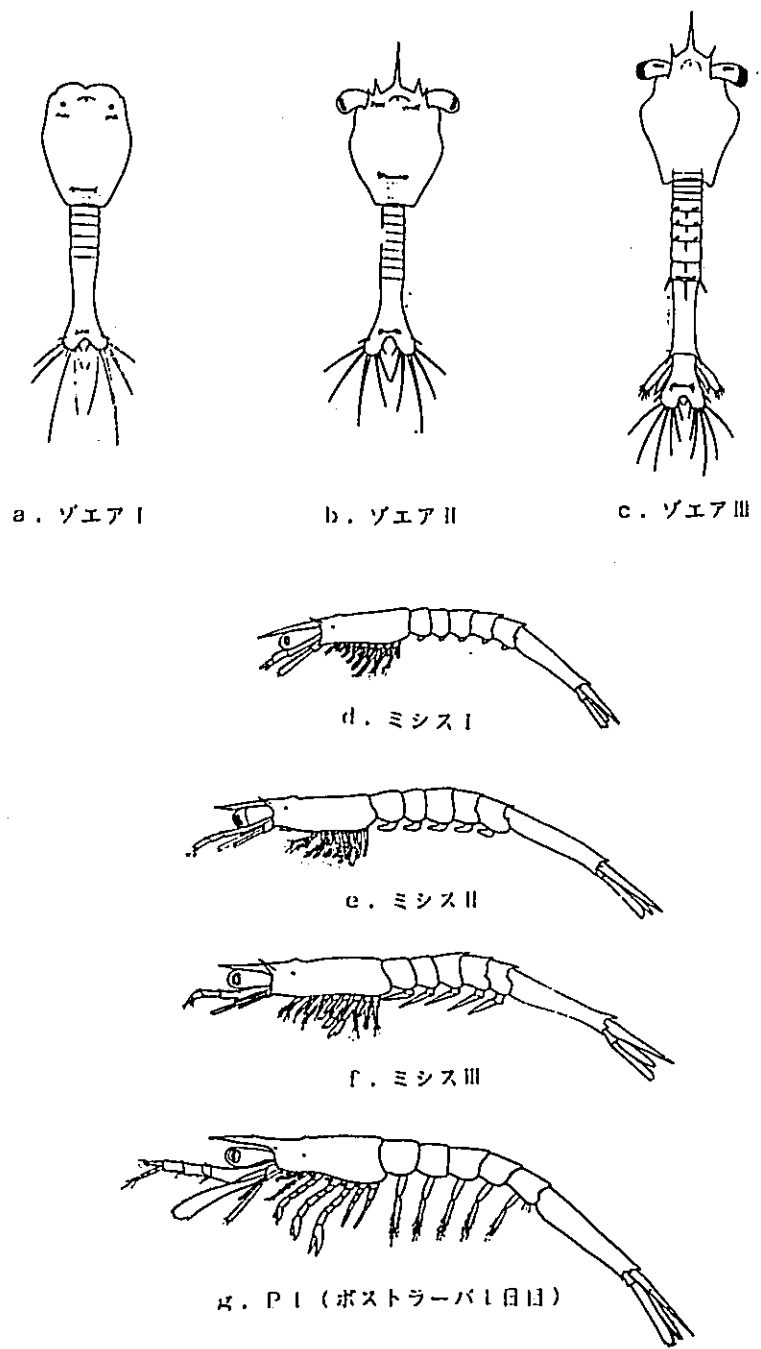 a. ゾエアI
b. ゾエアII
c. ゾエアIII
d. ミシスI
e. ミシスII
f. ミシスIII
g. P1(ポストラーバ1日目)